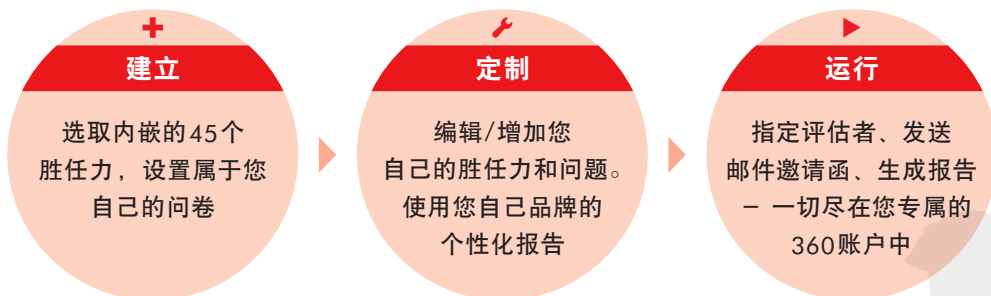 建立
选取内嵌的45个
胜任力，设置属于您
自己的问卷
定制
编辑/增加您
自己的胜任力和问题。
使用您自己品牌的
个性化报告
运行
指定评估者、发送
邮件邀请函、生成报告
– 一切尽在您专属的
360账户中